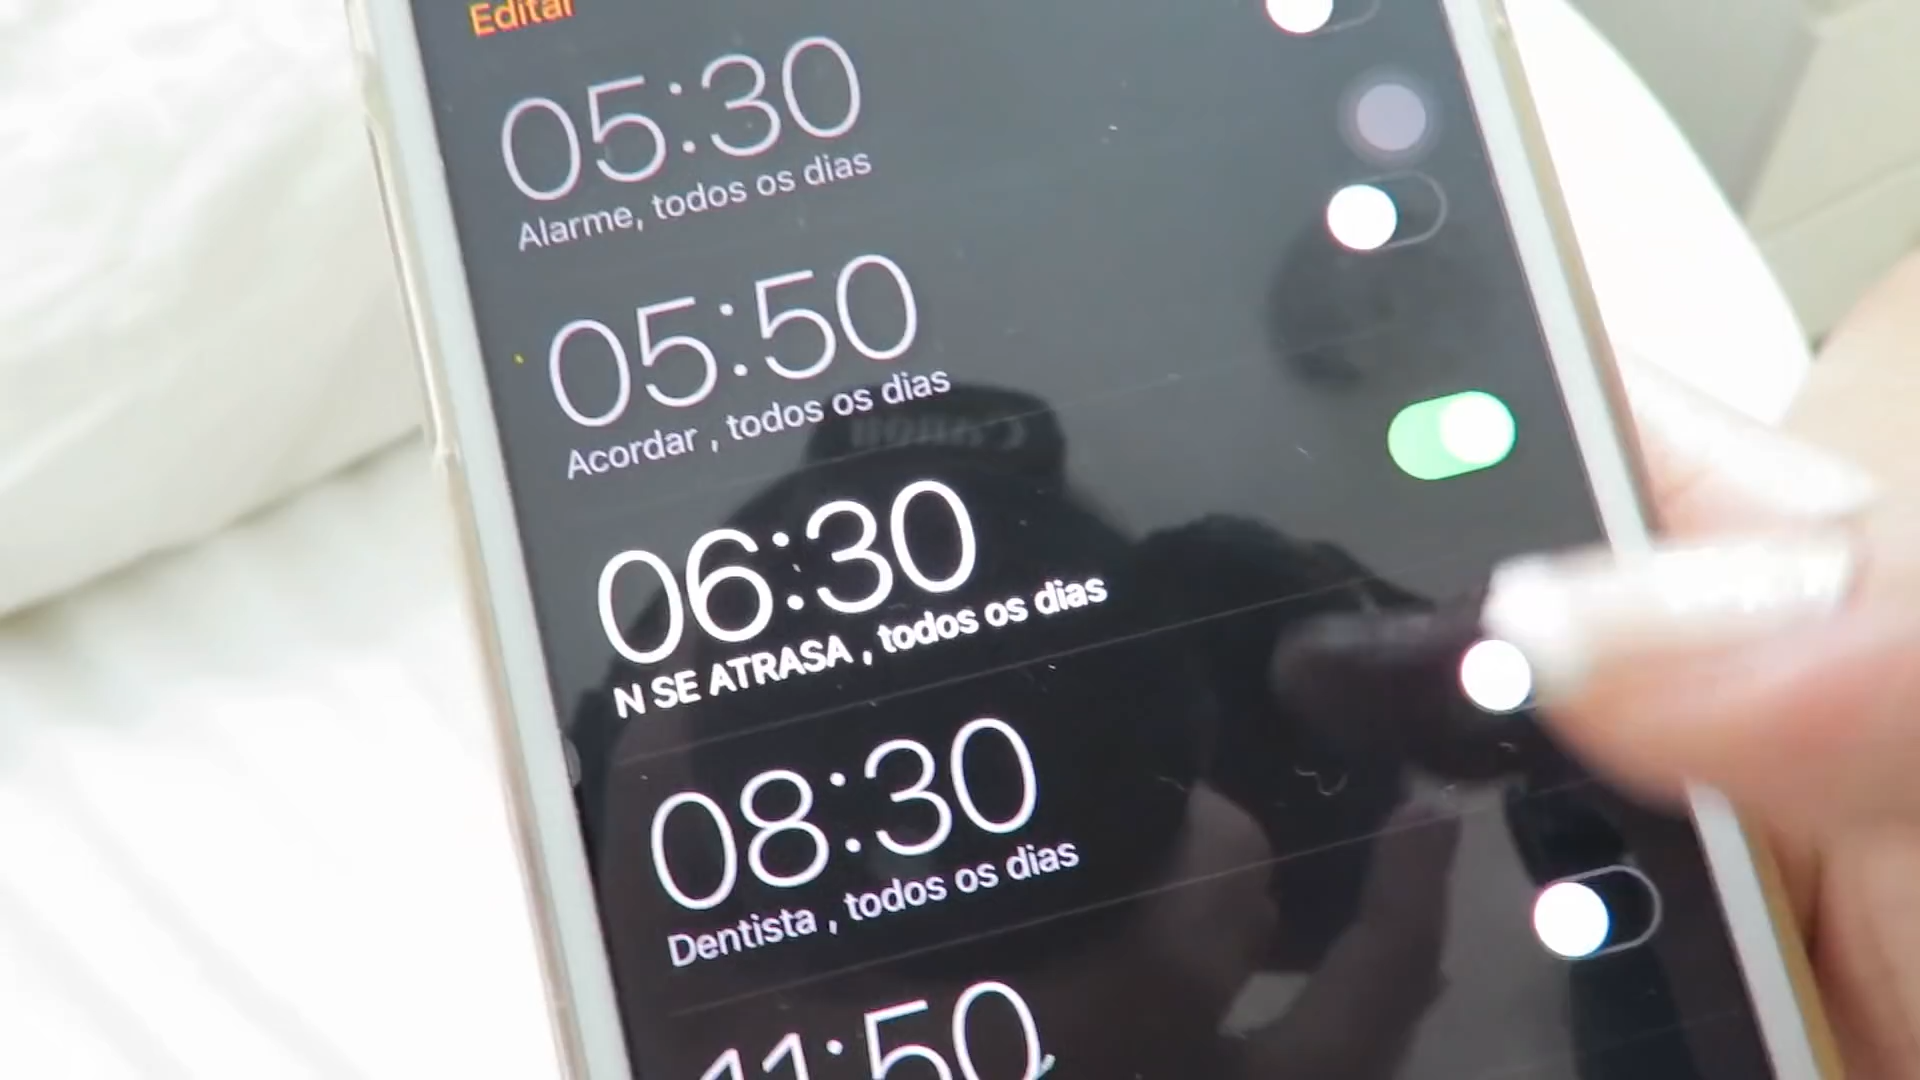 Editar
05:30
Alarme, todos os dias
05:50
Acordar , todos os dias
Canon
06:30
N SE ATRASA , todos os dias
08:30
Dentista , todos os dias
11:50